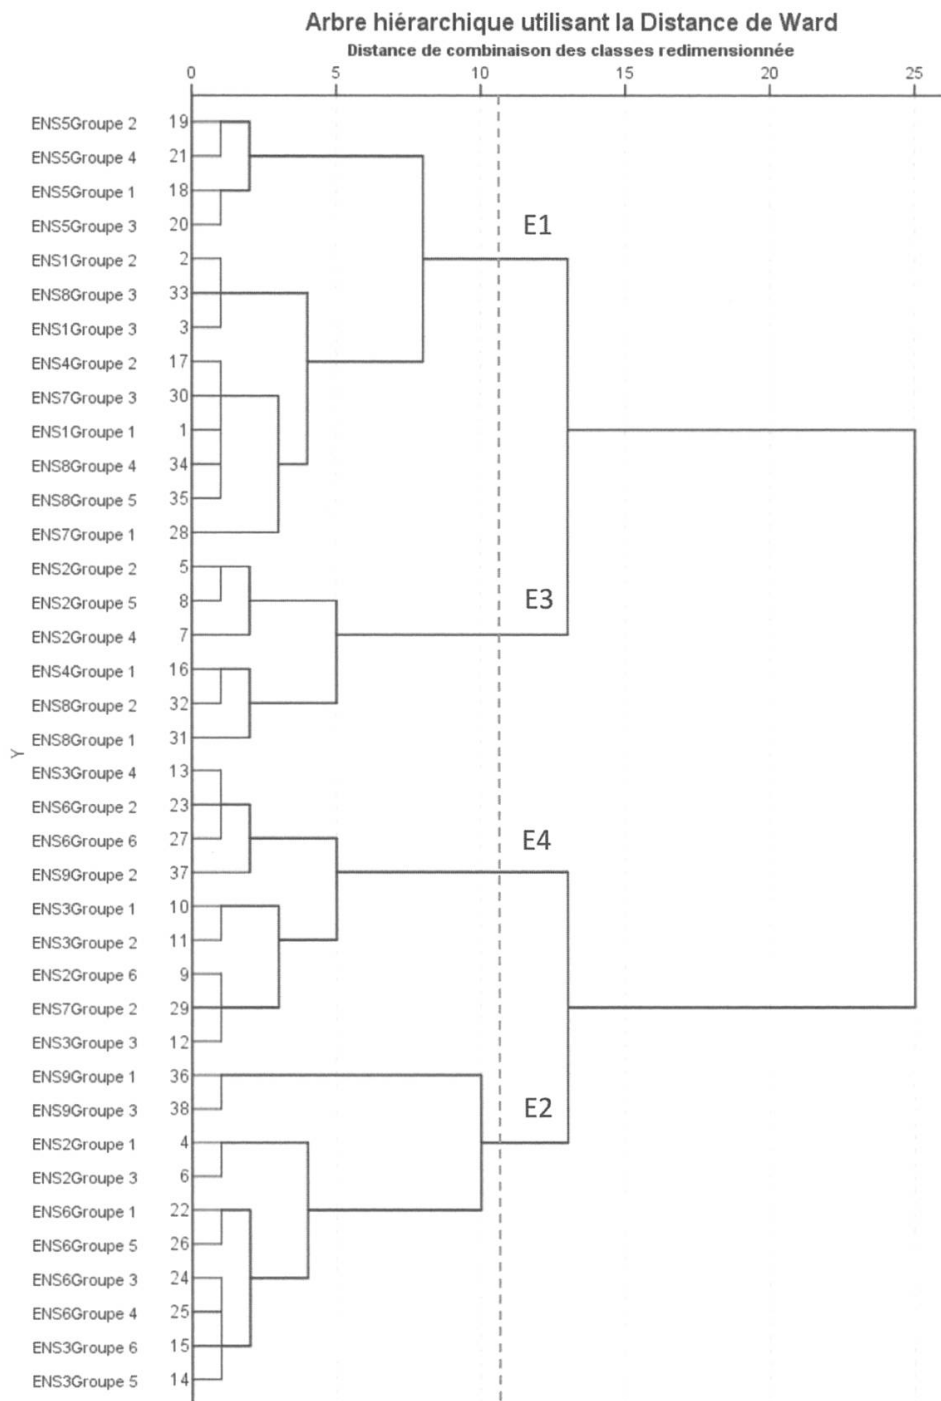 Arbre hiérarchique utilisant la Distance de Ward
Distance de combinaison des classes redimensionnée
0 5 10 15 20 25
ENS5Groupe 2 19
ENS5Groupe 4 21
ENS5Groupe 1 18
ENS5Groupe 3 20
E1
ENS1Groupe 2 2
ENS8Groupe 3 33
ENS1Groupe 3 3
ENS4Groupe 2 17
ENS7Groupe 3 30
ENS1Groupe 1 1
ENS8Groupe 4 34
ENS8Groupe 5 35
ENS7Groupe 1 28
ENS2Groupe 2 5
ENS2Groupe 5 8
E3
ENS2Groupe 4 7
ENS4Groupe 1 16
ENS8Groupe 2 32
ENS8Groupe 1 31
Y
ENS3Groupe 4 13
ENS6Groupe 2 23
ENS6Groupe 6 27
E4
ENS9Groupe 2 37
ENS3Groupe 1 10
ENS3Groupe 2 11
ENS2Groupe 6 9
ENS7Groupe 2 29
ENS3Groupe 3 12
ENS9Groupe 1 36
ENS9Groupe 3 38
E2
ENS2Groupe 1 4
ENS2Groupe 3 6
ENS6Groupe 1 22
ENS6Groupe 5 26
ENS6Groupe 3 24
ENS6Groupe 4 25
ENS3Groupe 6 15
ENS3Groupe 5 14